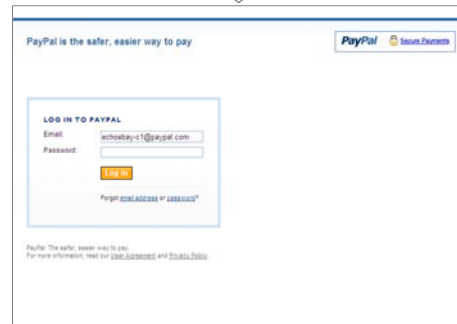 PayPal is the safer, easier way to pay
PayPal Secure Payments
LOG IN TO PAYPAL
Email: echoebay-c1@paypal.com
Password:
Log In
Forgot email address or password?
PayPal. The safer, easier way to pay.
For more information, read our User Agreement and Privacy Policy.